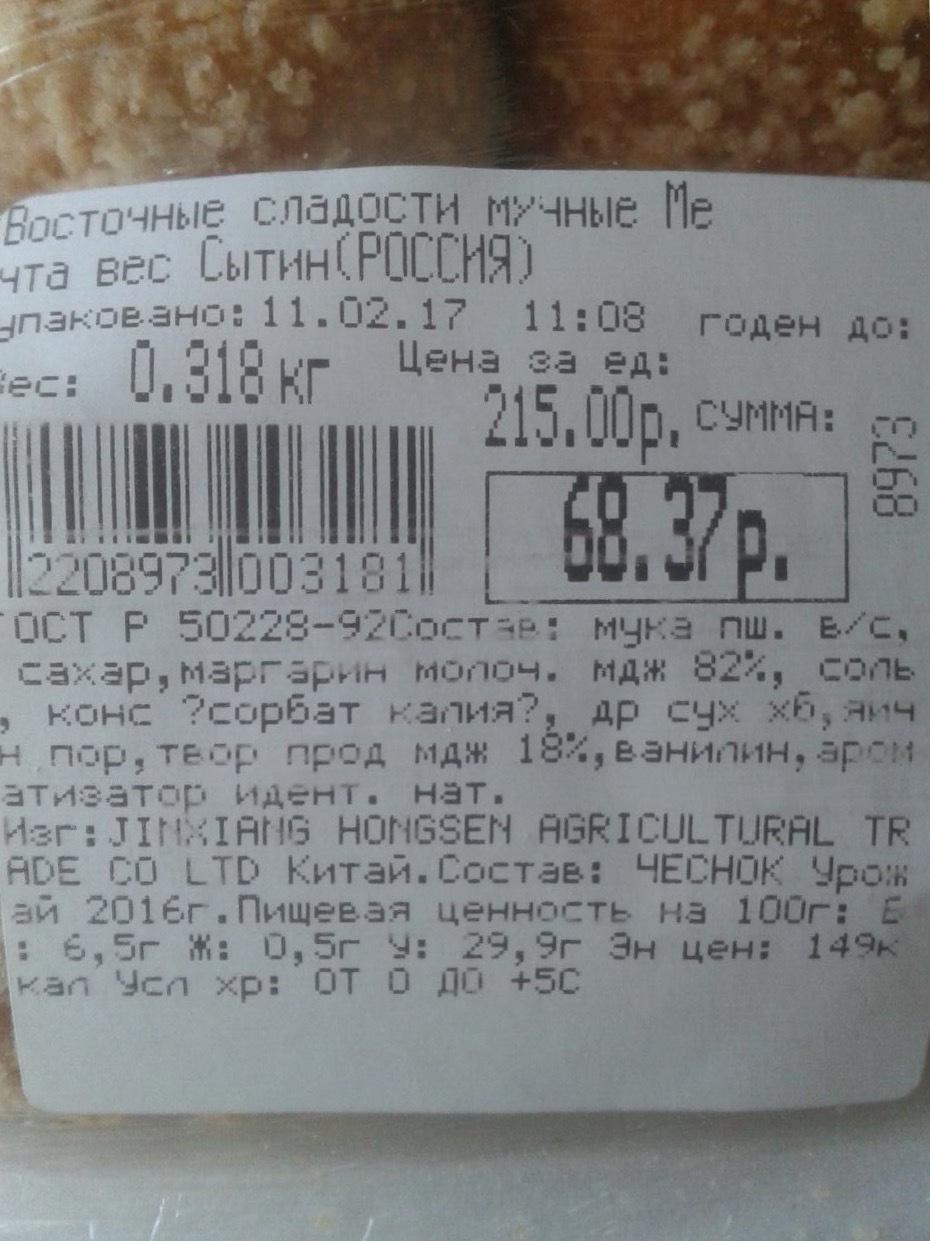 Восточные сладости мучные Ме
чта вес Сытин(РОССИЯ)
упаковано:11.02.17 11:08 годен до:
Вес: 0.318кг Цена за ед:
215.00р. СУММА:
8973
68.37р.
2208973 003181
ГОСТ Р 50228-92Состав: мука пш. в/с,
сахар,маргарин молоч. мдж 82%, соль
, конс ?сорбат калия?, др сух хб,яич
н пор,твор прод мдж 18%,ванилин,аром
атизатор идент. нат.
Изг:JINXIANG HONGSEN AGRICULTURAL TR
ADE CO LTD Китай.Состав: ЧЕСНОК Урож
ай 2016г.Пищевая ценность на 100г: Б
: 6,5г Ж: 0,5г У: 29,9г Эн цен: 149к
кал Усл хр: ОТ 0 ДО +5С